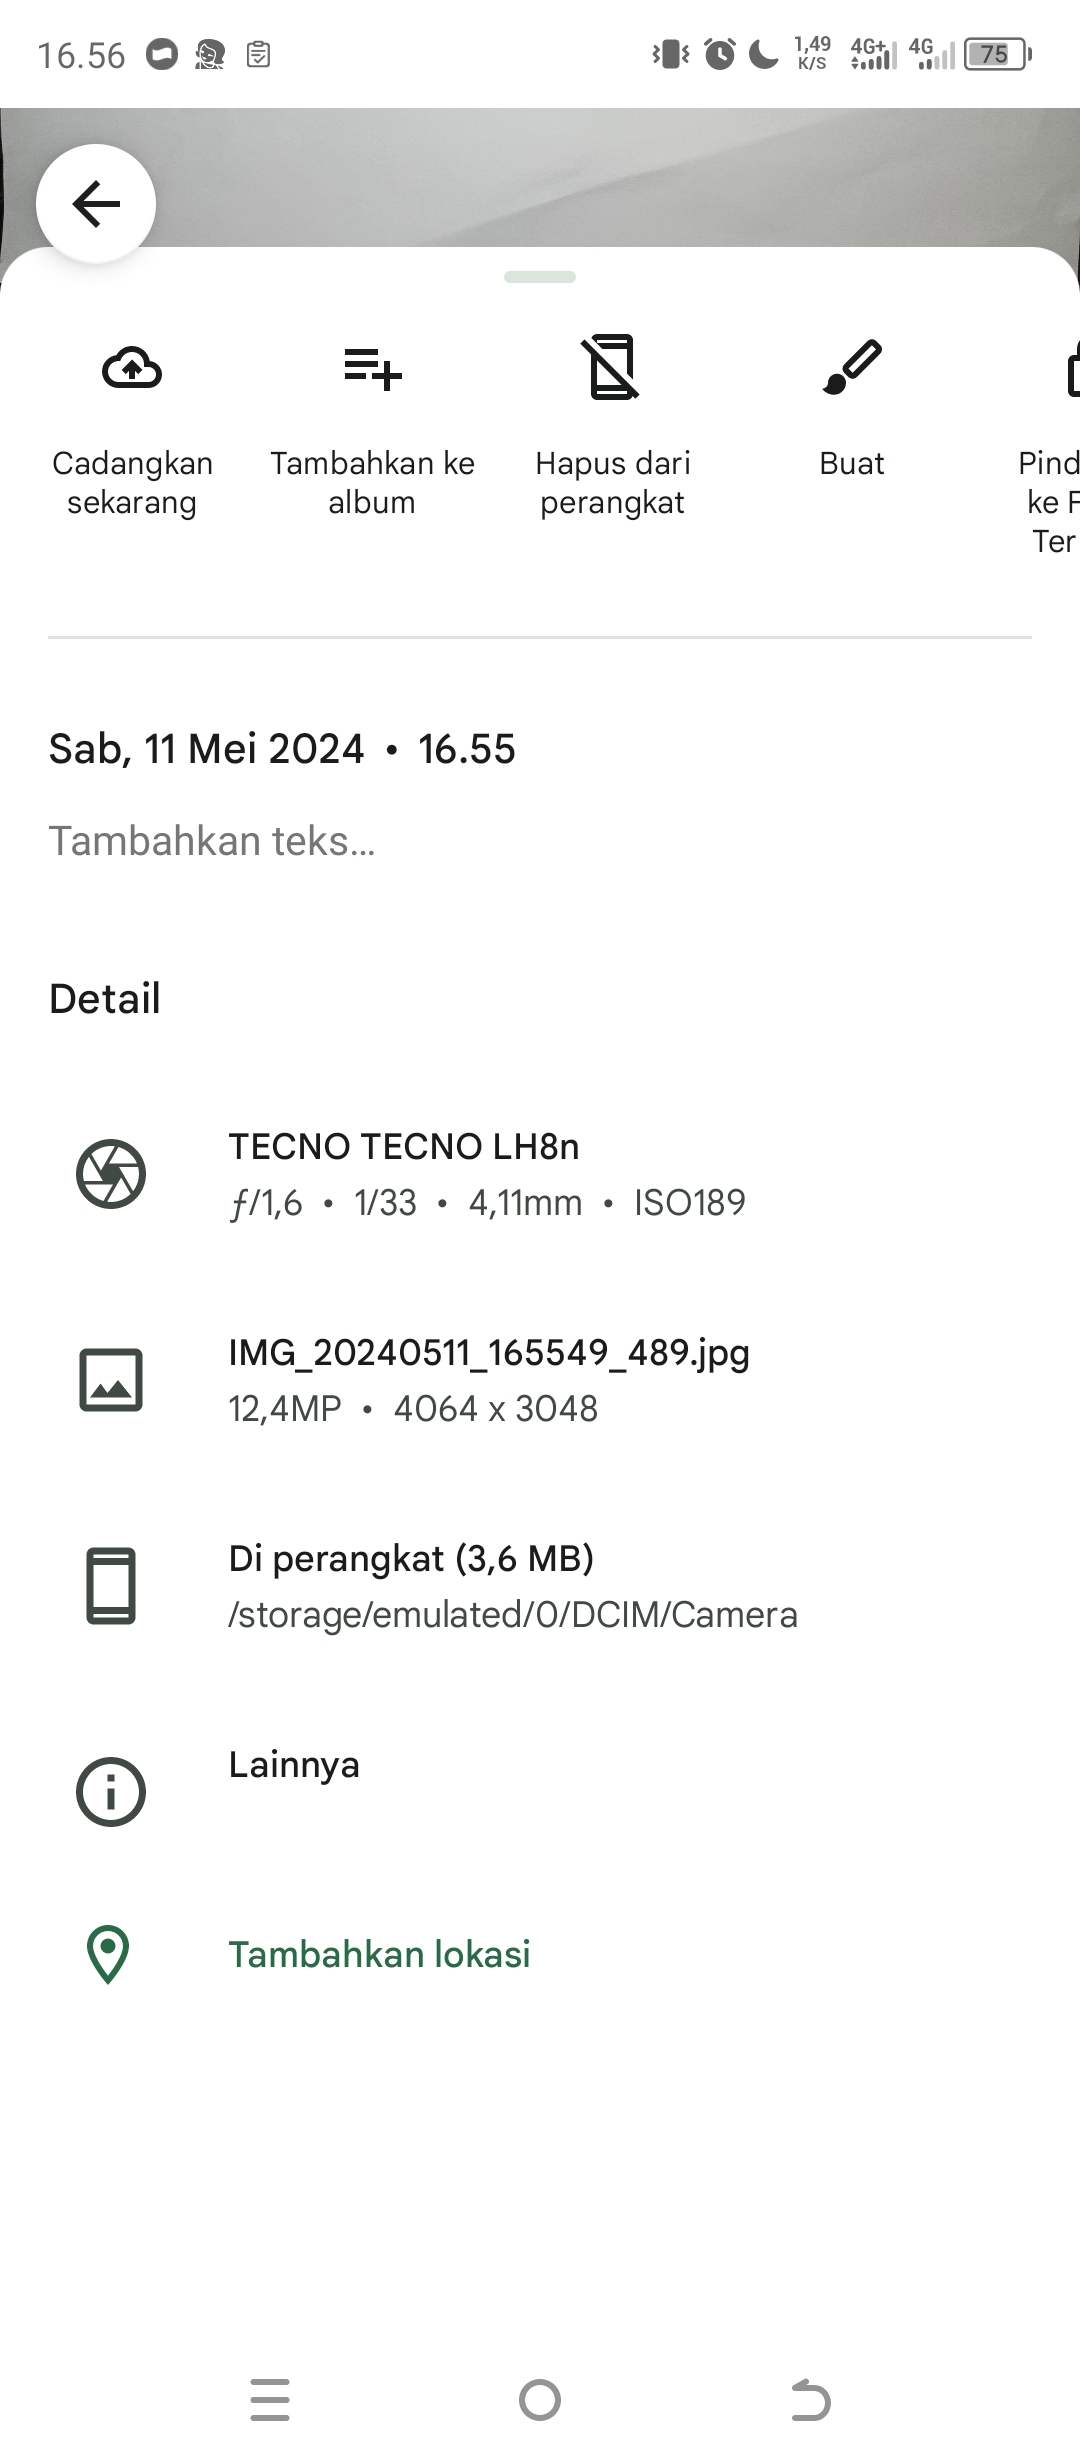 16.56
1,49
K/S
4G+
4G
75
Cadangkan
sekarang
Tambahkan ke
album
Hapus dari
perangkat
Buat
Pind
ke F
Ter
Sab, 11 Mei 2024 • 16.55
Tambahkan teks…
Detail
TECNO TECNO LH8n
ƒ/1,6 • 1/33 • 4,11mm • ISO189
IMG_20240511_165549_489.jpg
12,4MP • 4064 x 3048
Di perangkat (3,6 MB)
/storage/emulated/0/DCIM/Camera
Lainnya
Tambahkan lokasi